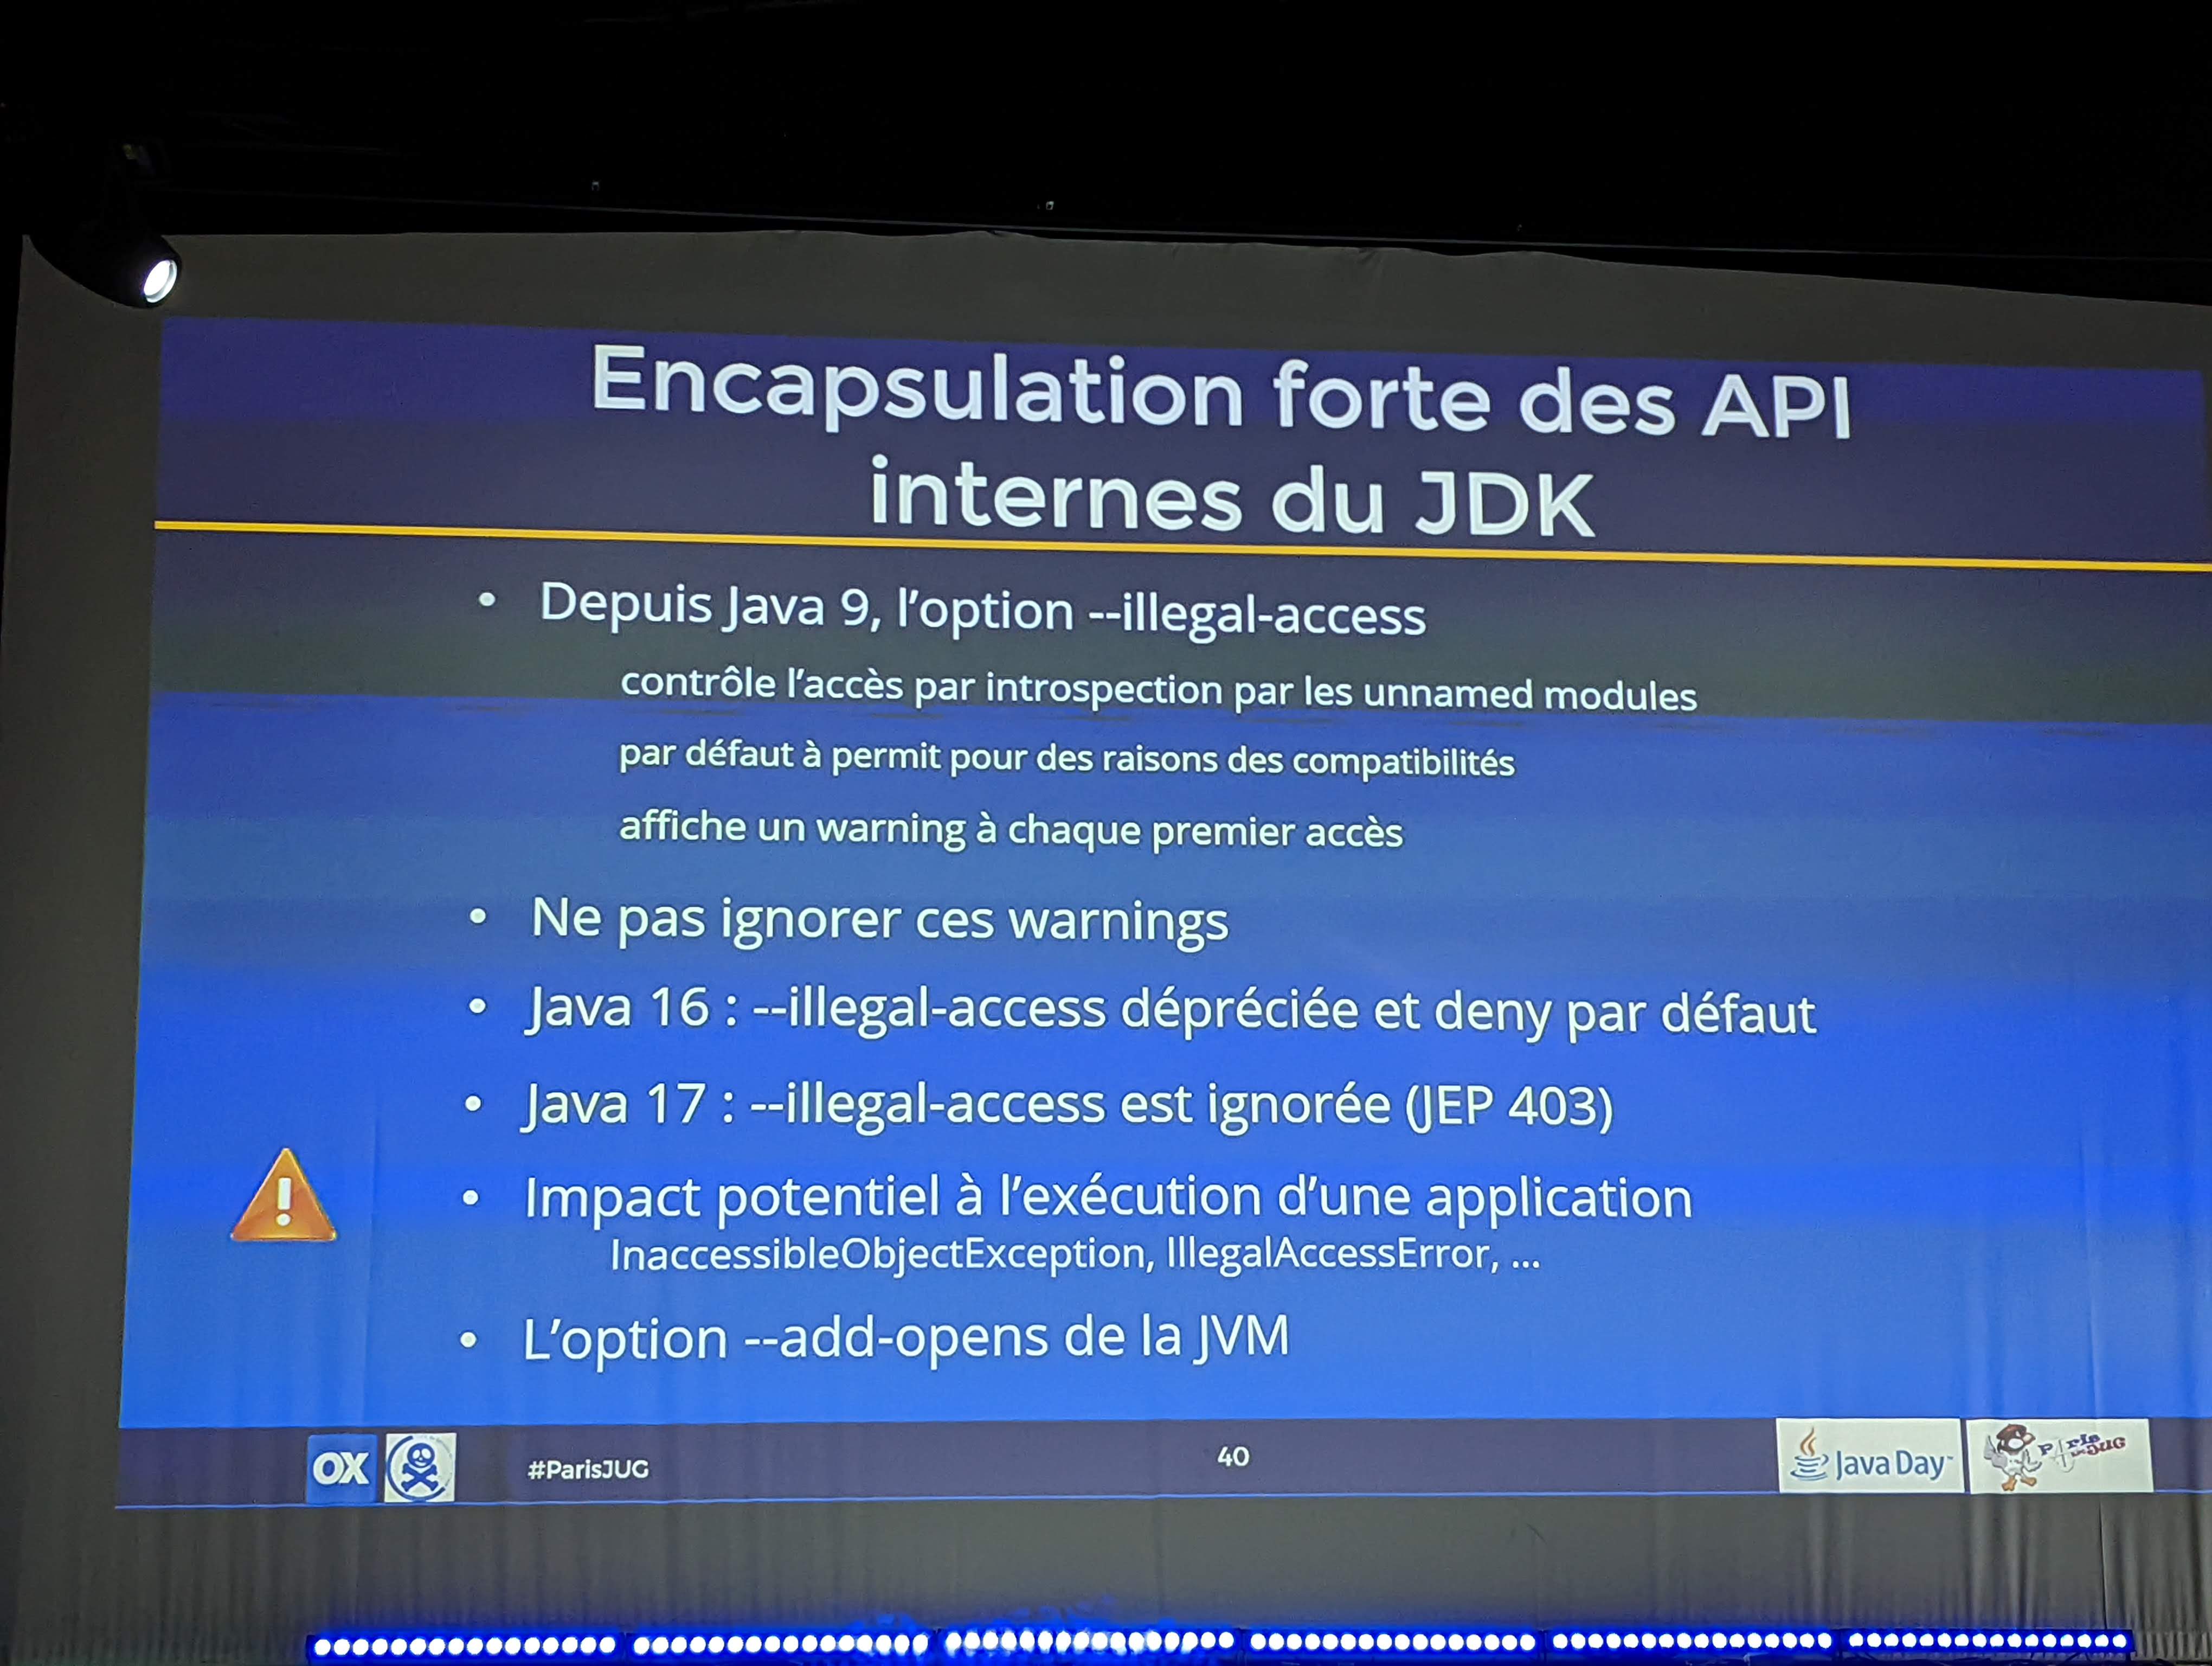 Encapsulation forte des API
internes du JDK
• Depuis Java 9, l’option --illegal-access
contrôle l’accès par introspection par les unnamed modules
par défaut à permit pour des raisons des compatibilités
affiche un warning à chaque premier accès
• Ne pas ignorer ces warnings
• Java 16 : --illegal-access dépréciée et deny par défaut
• Java 17 : --illegal-access est ignorée (JEP 403)
• Impact potentiel à l’exécution d’une application
InaccessibleObjectException, IllegalAccessError, ...
• L’option --add-opens de la JVM
OX
#ParisJUG
40
Java Day
Paris JUG